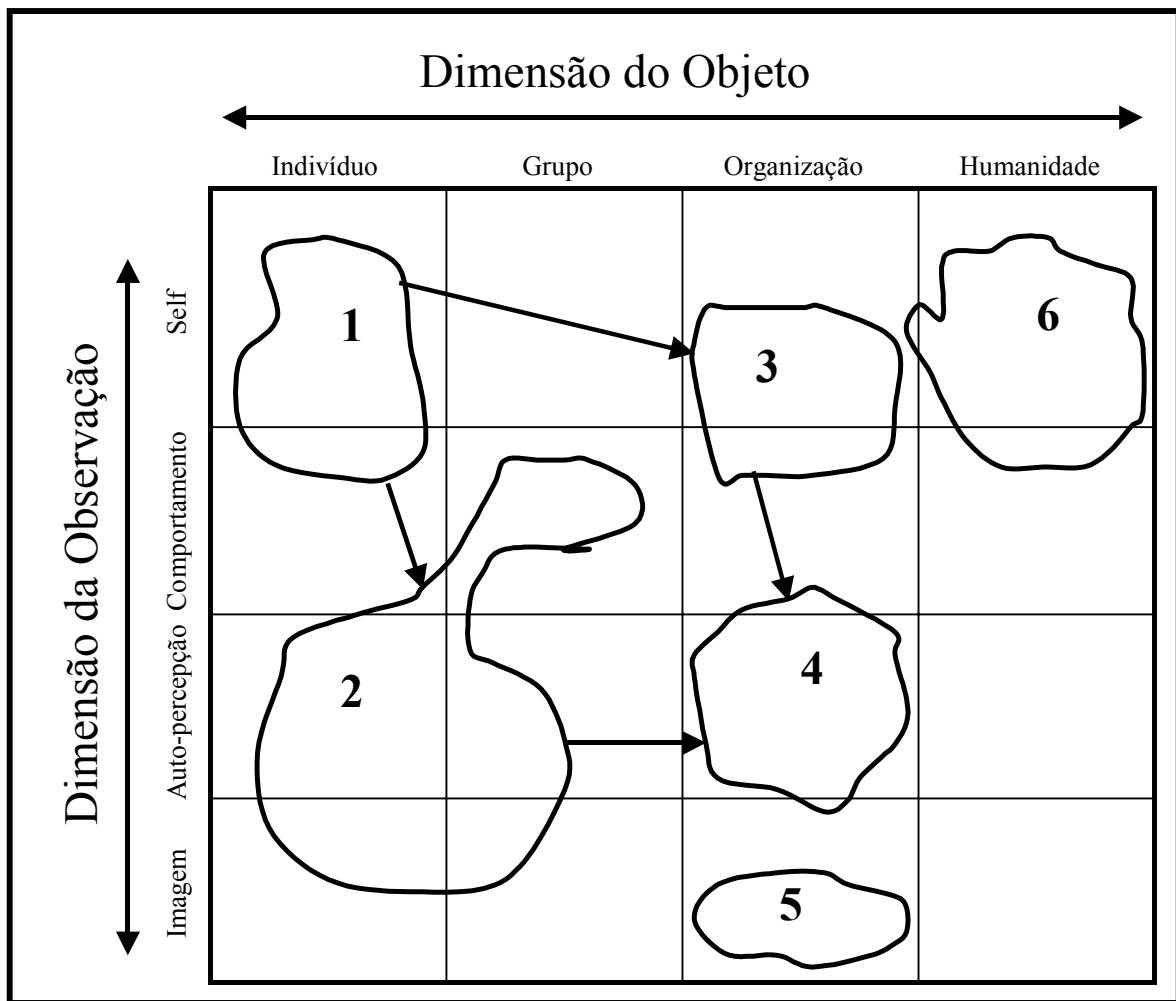 Dimensão do Objeto
Indivíduo
Grupo
Organização
Humanidade
Dimensão da Observação
Self
Comportamento
Auto-percepção
Imagem
1
3
6
2
4
5